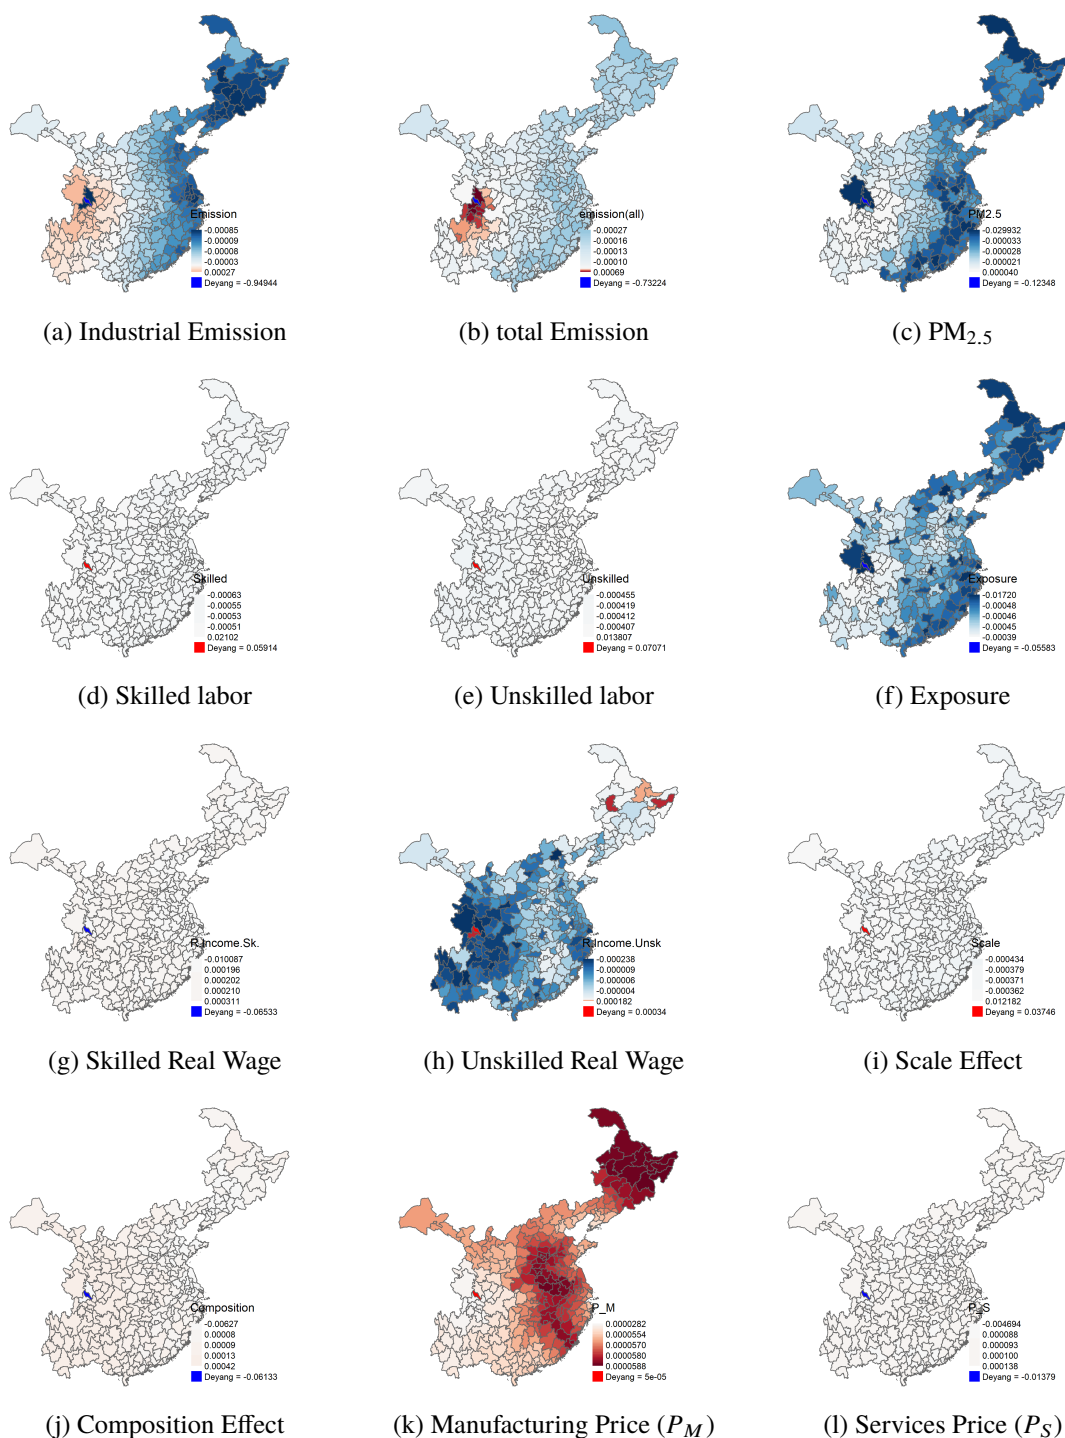 Emission
-0.00085
-0.00009
-0.00008
-0.00003
0.00027
Deyang = -0.94944
emission(all)
-0.00027
-0.00016
-0.00013
-0.00010
0.00069
Deyang = -0.73224
PM2.5
-0.029932
-0.000033
-0.000028
-0.000021
0.000040
Deyang = -0.12348
(a) Industrial Emission
(b) total Emission
(c) PM2.5
Skilled
-0.00063
-0.00055
-0.00053
-0.00051
0.02102
Deyang = 0.05914
Unskilled
-0.000455
-0.000419
-0.000412
-0.000407
0.013807
Deyang = 0.07071
Exposure
-0.01720
-0.00048
-0.00046
-0.00045
-0.00039
Deyang = -0.05583
(d) Skilled labor
(e) Unskilled labor
(f) Exposure
R.Income.Sk.
-0.010087
0.000196
0.000202
0.000210
0.000311
Deyang = -0.06533
R.Income.Unsk
-0.000238
-0.000009
-0.000006
-0.000004
0.000182
Deyang = 0.00034
Scale
-0.000434
-0.000379
-0.000371
-0.000362
0.012182
Deyang = 0.03746
(g) Skilled Real Wage
(h) Unskilled Real Wage
(i) Scale Effect
Composition
-0.00627
0.00008
0.00009
0.00013
0.00042
Deyang = -0.06133
P_M
0.0000282
0.0000554
0.0000570
0.0000580
0.0000588
Deyang = 5e-05
P_S
-0.004694
0.000088
0.000093
0.000100
0.000138
Deyang = -0.01379
(j) Composition Effect
(k) Manufacturing Price (PM)
(l) Services Price (PS)